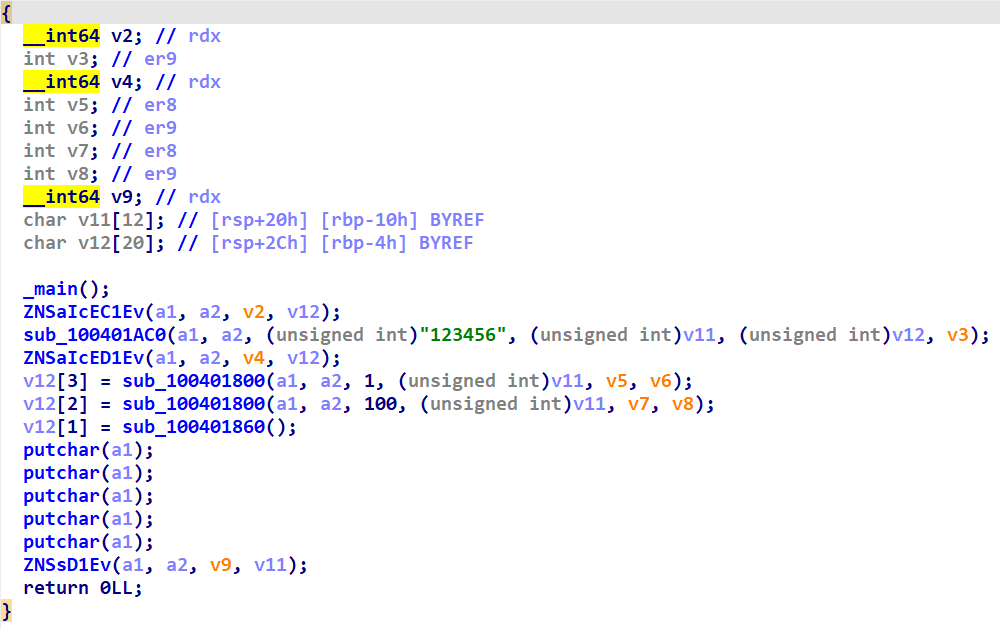 {
__int64 v2; // rdx
int v3; // er9
__int64 v4; // rdx
int v5; // er8
int v6; // er9
int v7; // er8
int v8; // er9
__int64 v9; // rdx
char v11[12]; // [rsp+20h] [rbp-10h] BYREF
char v12[20]; // [rsp+2Ch] [rbp-4h] BYREF
_main();
ZNSaIcEC1Ev(a1, a2, v2, v12);
sub_100401AC0(a1, a2, (unsigned int)"123456", (unsigned int)v11, (unsigned int)v12, v3);
ZNSaIcED1Ev(a1, a2, v4, v12);
v12[3] = sub_100401800(a1, a2, 1, (unsigned int)v11, v5, v6);
v12[2] = sub_100401800(a1, a2, 100, (unsigned int)v11, v7, v8);
v12[1] = sub_100401860();
putchar(a1);
putchar(a1);
putchar(a1);
putchar(a1);
putchar(a1);
ZNSsD1Ev(a1, a2, v9, v11);
return 0LL;
}